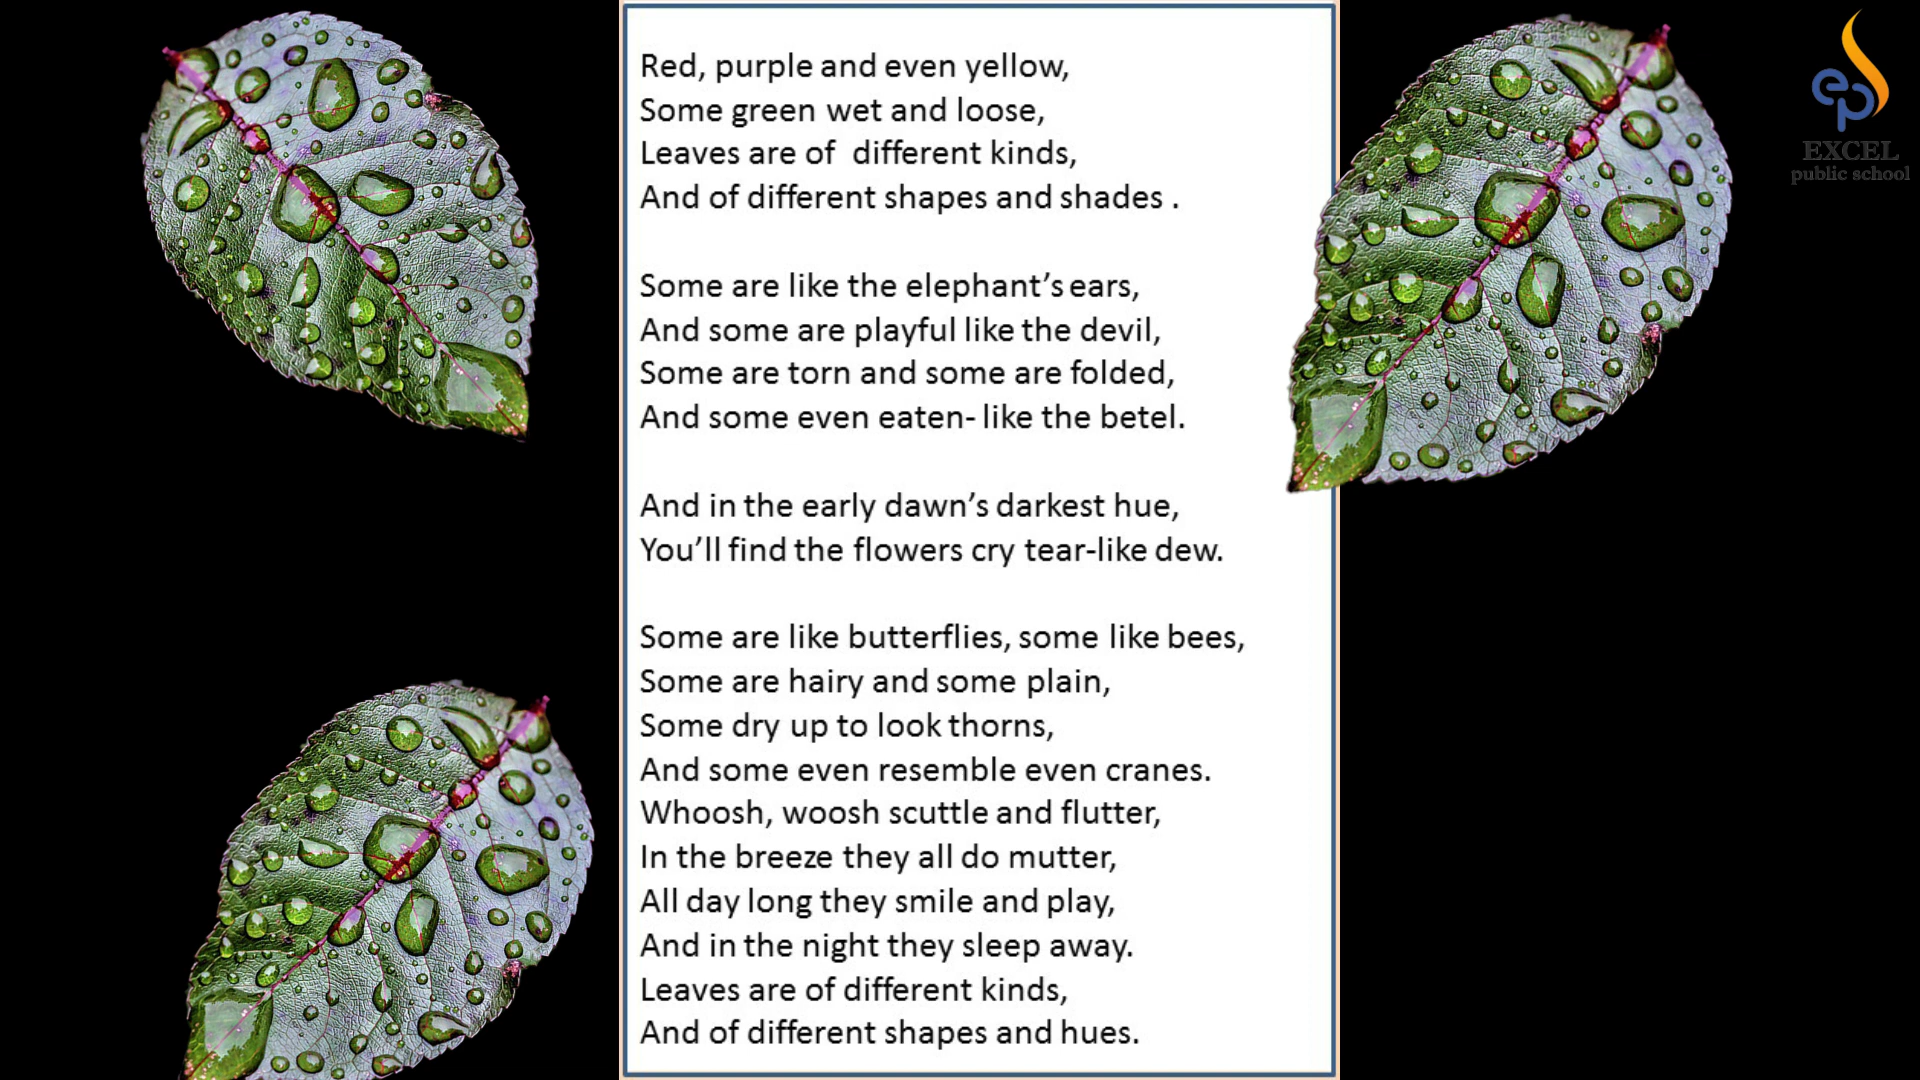 Red, purple and even yellow,
Some green wet and loose,
Leaves are of different kinds,
And of different shapes and shades .
Some are like the elephant’s ears,
And some are playful like the devil,
Some are torn and some are folded,
And some even eaten- like the betel.
And in the early dawn’s darkest hue,
You’ll find the flowers cry tear-like dew.
Some are like butterflies, some like bees,
Some are hairy and some plain,
Some dry up to look thorns,
And some even resemble even cranes.
Whoosh, woosh scuttle and flutter,
In the breeze they all do mutter,
All day long they smile and play,
And in the night they sleep away.
Leaves are of different kinds,
And of different shapes and hues.
ep
EXCEL
public school